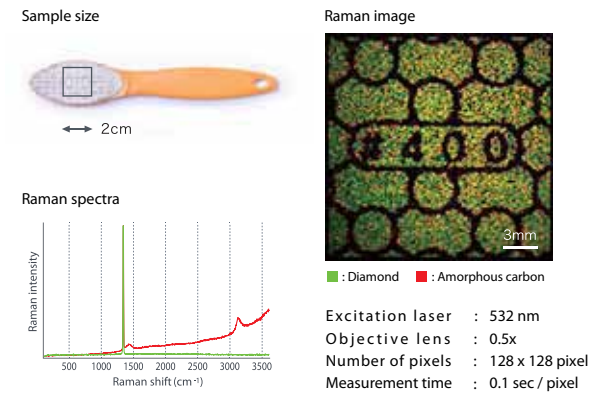 Sample size
2cm
Raman spectra
Raman intensity
500 1000 1500 2000 2500 3000 3500
Raman shift (cm⁻¹)
Raman image
#400
3mm
: Diamond : Amorphous carbon
Excitation laser : 532 nm
Objective lens : 0.5x
Number of pixels : 128 x 128 pixel
Measurement time : 0.1 sec / pixel